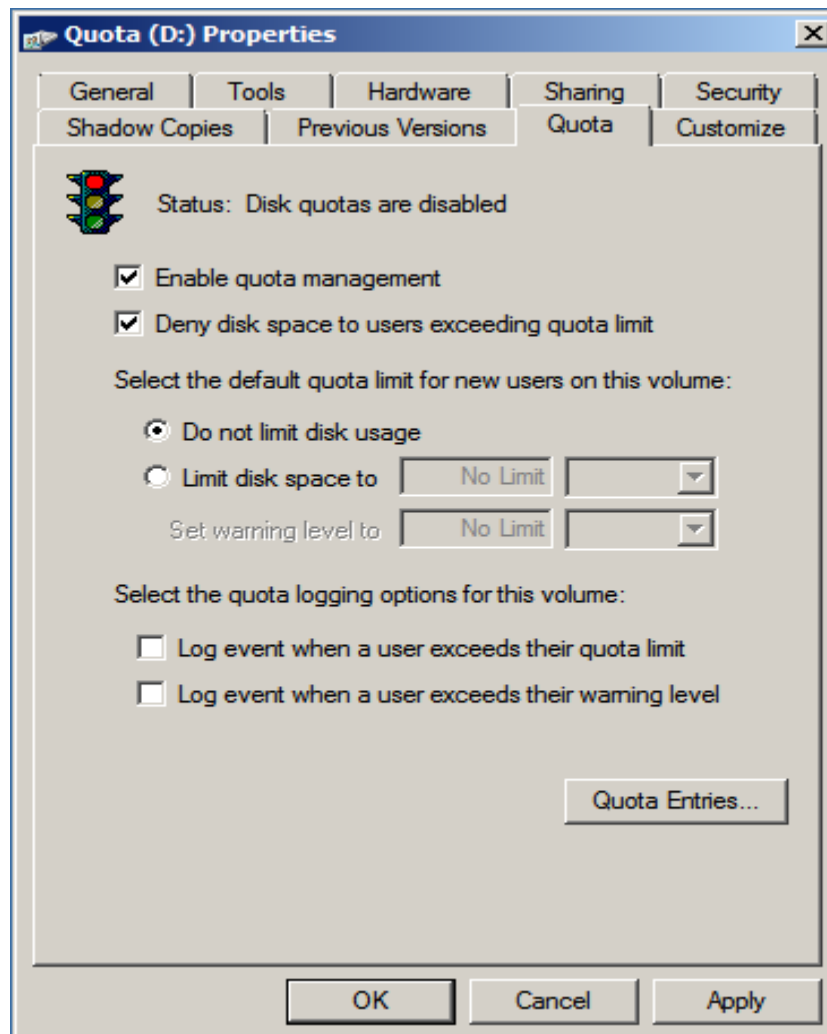 Quota (D:) Properties
General Tools Hardware Sharing Security
Shadow Copies Previous Versions Quota Customize
Status: Disk quotas are disabled
Enable quota management
Deny disk space to users exceeding quota limit
Select the default quota limit for new users on this volume:
Do not limit disk usage
Limit disk space to No Limit
Set warning level to No Limit
Select the quota logging options for this volume:
Log event when a user exceeds their quota limit
Log event when a user exceeds their warning level
Quota Entries...
OK Cancel Apply